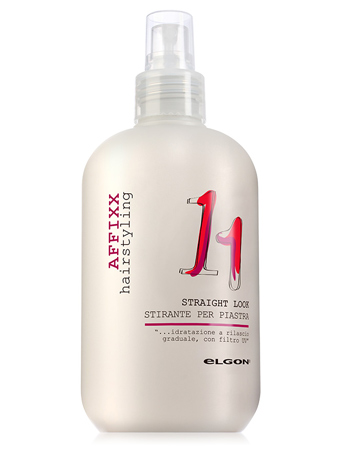 AFFIXX
hairstyling
11
STRAIGHT LOOK
STIRANTE PER PIASTRA
"...idratazione a rilascio
graduale, con filtro UV"
eLGON